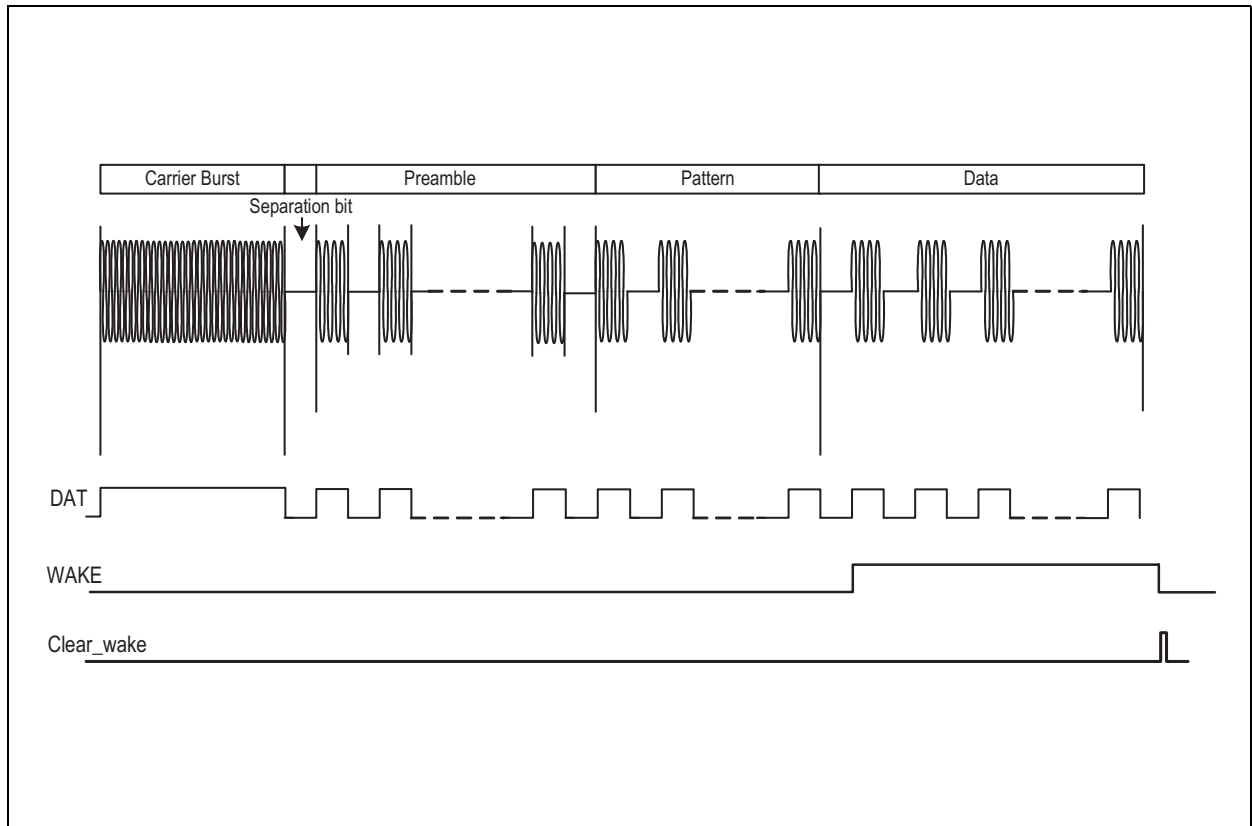 Carrier Burst
Preamble
Pattern
Data
Separation bit
DAT
WAKE
Clear_wake